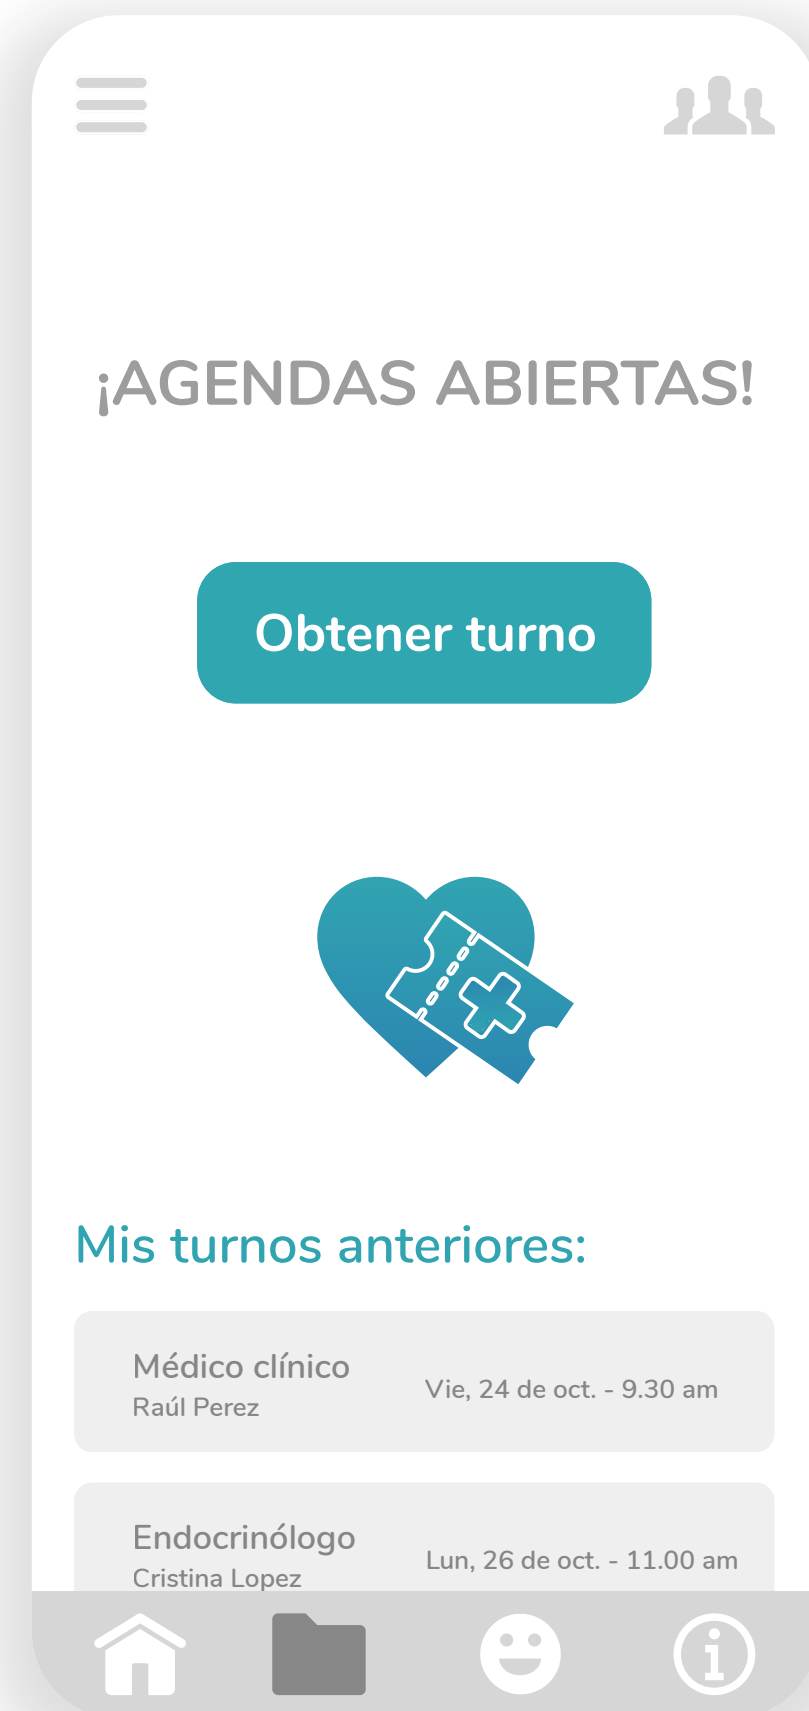 ¡AGENDAS ABIERTAS!
Obtener turno
Mis turnos anteriores:
Médico clínico
Raúl Perez
Vie, 24 de oct. - 9.30 am
Endocrinólogo
Cristina Lopez
Lun, 26 de oct. - 11.00 am